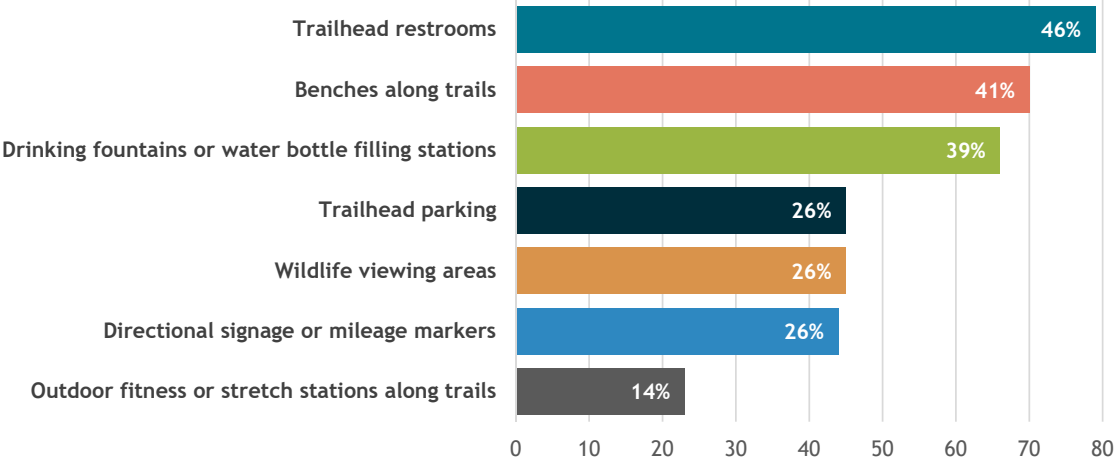 Trailhead restrooms 46%
Benches along trails 41%
Drinking fountains or water bottle filling stations 39%
Trailhead parking 26%
Wildlife viewing areas 26%
Directional signage or mileage markers 26%
Outdoor fitness or stretch stations along trails 14%
0 10 20 30 40 50 60 70 80